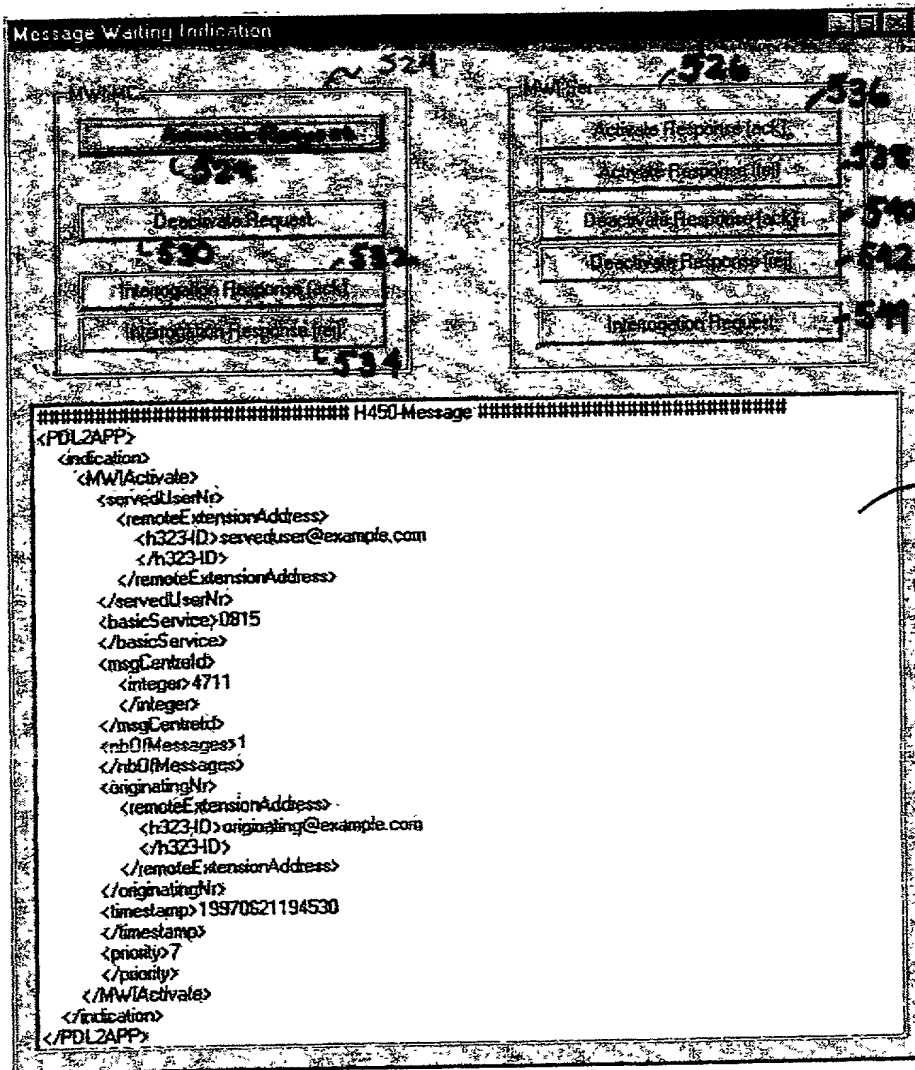 Message Waiting Indication
524
526
MWI-MC
536
Activate Request
Activate Response [ack]
Activate Response [rej]
538
528
Deactivate Request
Deactivate Response [ack]
540
530
532
Deactivate Response [rej]
542
Interrogation Response [ack]
Interrogation Response [rej]
Interrogation Request
544
534
########################### H450-Message ###########################
<PDL2APP>
<indication>
<MWIActivate>
<servedUserNr>
<remoteExtensionAddress>
<h323-ID>serveduser@example.com
</h323-ID>
</remoteExtensionAddress>
</servedUserNr>
<basicService>0815
</basicService>
<msgCentreId>
<integer>4711
</integer>
</msgCentreId>
<nbOfMessages>1
</nbOfMessages>
<originatingNr>
<remoteExtensionAddress>
<h323-ID>originating@example.com
</h323-ID>
</remoteExtensionAddress>
</originatingNr>
<timestamp>19970621194530
</timestamp>
<priority>7
</priority>
</MWIActivate>
</indication>
</PDL2APP>